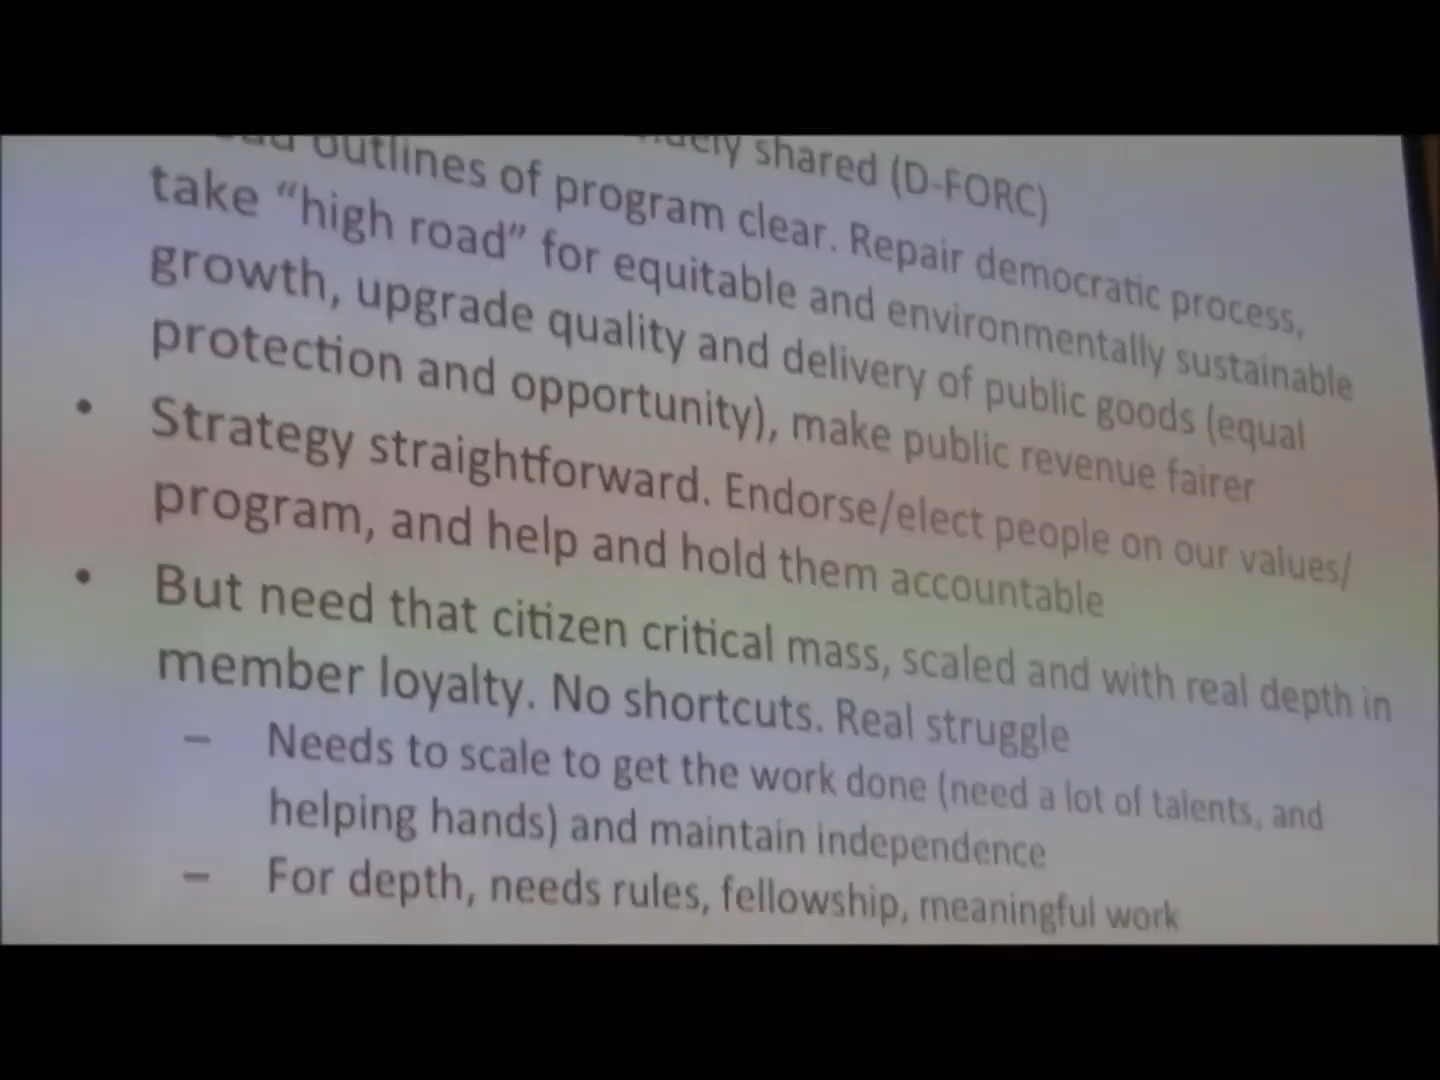 shared (D-FORC)
outlines of program clear. Repair democratic process,
take “high road” for equitable and environmentally sustainable
growth, upgrade quality and delivery of public goods (equal
protection and opportunity), make public revenue fairer
• Strategy straightforward. Endorse/elect people on our values/
program, and help and hold them accountable
• But need that citizen critical mass, scaled and with real depth in
member loyalty. No shortcuts. Real struggle
– Needs to scale to get the work done (need a lot of talents, and
helping hands) and maintain independence
– For depth, needs rules, fellowship, meaningful work